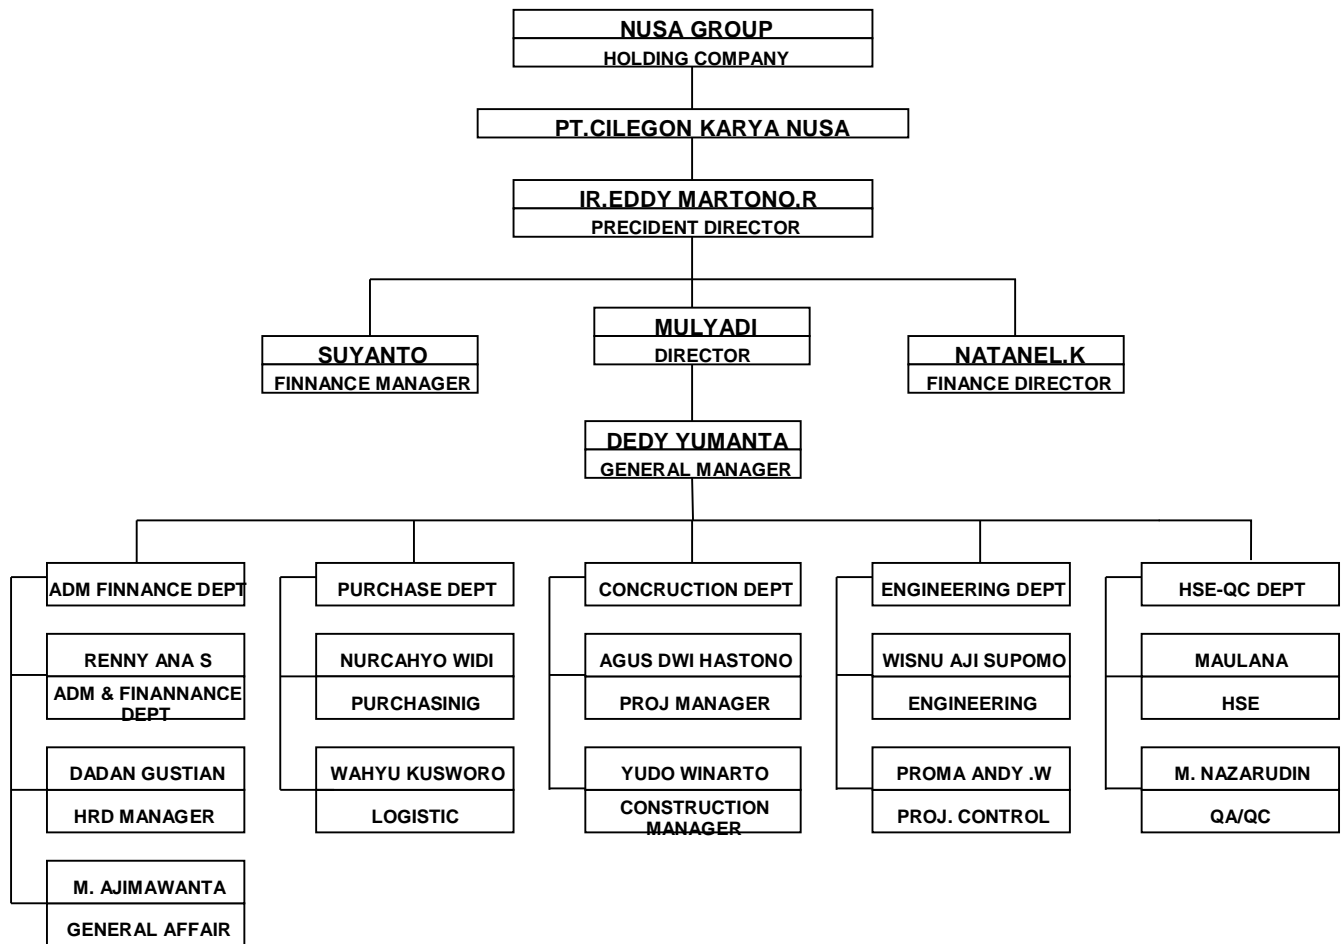 NUSA GROUP
HOLDING COMPANY
PT.CILEGON KARYA NUSA
IR.EDDY MARTONO.R
PRECIDENT DIRECTOR
MULYADI
DIRECTOR
SUYANTO
FINNANCE MANAGER
NATANEL.K
FINANCE DIRECTOR
DEDY YUMANTA
GENERAL MANAGER
ADM FINNANCE DEPT
RENNY ANA S
ADM & FINANNANCE
DEPT
DADAN GUSTIAN
HRD MANAGER
M. AJIMAWANTA
GENERAL AFFAIR
PURCHASE DEPT
NURCAHYO WIDI
PURCHASINIG
WAHYU KUSWORO
LOGISTIC
CONCRUCTION DEPT
AGUS DWI HASTONO
PROJ MANAGER
YUDO WINARTO
CONSTRUCTION
MANAGER
ENGINEERING DEPT
WISNU AJI SUPOMO
ENGINEERING
PROMA ANDY .W
PROJ. CONTROL
HSE-QC DEPT
MAULANA
HSE
M. NAZARUDIN
QA/QC